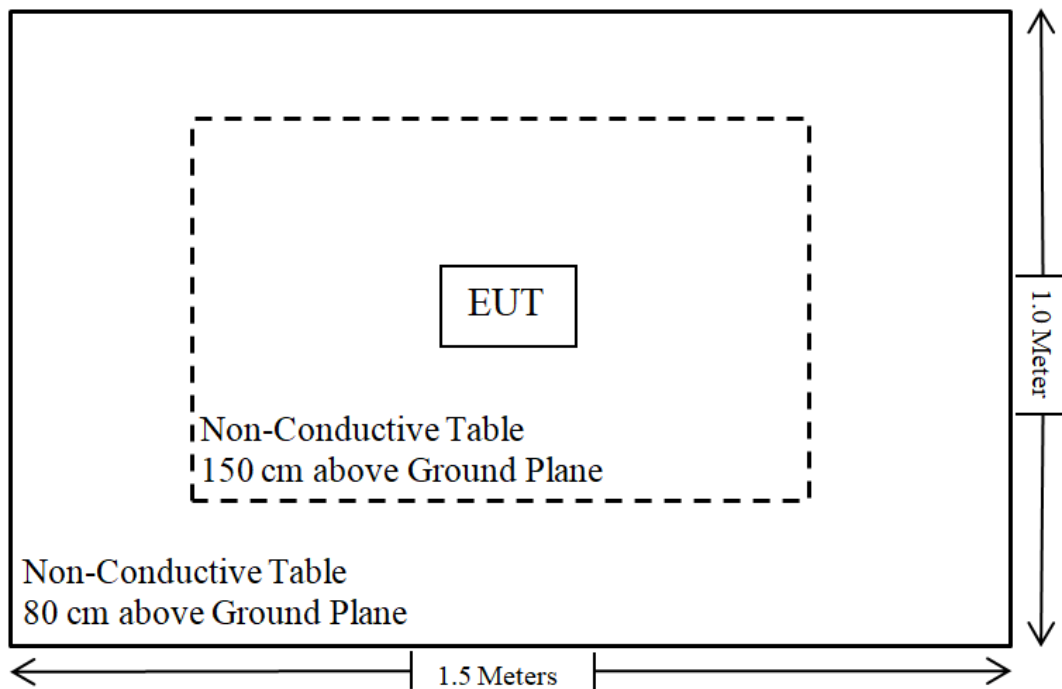 EUT
1.0 Meter
Non-Conductive Table
150 cm above Ground Plane
Non-Conductive Table
80 cm above Ground Plane
1.5 Meters